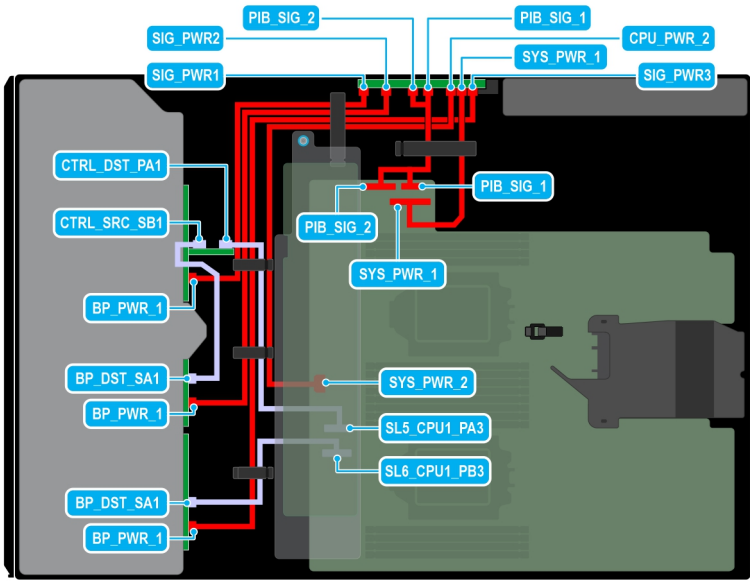 PIB_SIG_2
PIB_SIG_1
SIG_PWR2
CPU_PWR_2
SYS_PWR_1
SIG_PWR1
SIG_PWR3
CTRL_DST_PA1
PIB_SIG_1
CTRL_SRC_SB1
PIB_SIG_2
SYS_PWR_1
BP_PWR_1
BP_DST_SA1
SYS_PWR_2
BP_PWR_1
SL5_CPU1_PA3
SL6_CPU1_PB3
BP_DST_SA1
BP_PWR_1